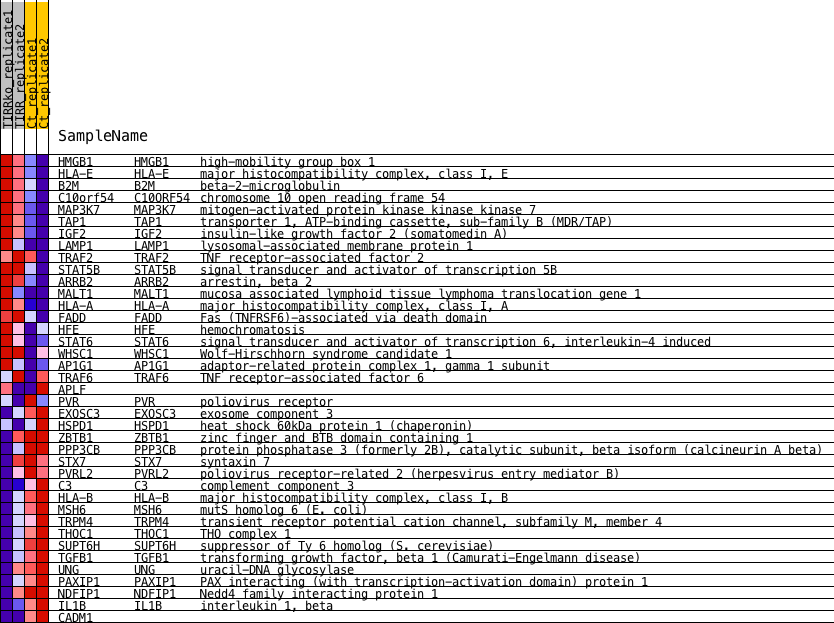 TIRRko_replicate1
TIRR_replicate2
Ct_replicate1
Ct_replicate2
SampleName
HMGB1 HMGB1 high-mobility group box 1
HLA-E HLA-E major histocompatibility complex, class I, E
B2M B2M beta-2-microglobulin
C10orf54 C10ORF54 chromosome 10 open reading frame 54
MAP3K7 MAP3K7 mitogen-activated protein kinase kinase kinase 7
TAP1 TAP1 transporter 1, ATP-binding cassette, sub-family B (MDR/TAP)
IGF2 IGF2 insulin-like growth factor 2 (somatomedin A)
LAMP1 LAMP1 lysosomal-associated membrane protein 1
TRAF2 TRAF2 TNF receptor-associated factor 2
STAT5B STAT5B signal transducer and activator of transcription 5B
ARRB2 ARRB2 arrestin, beta 2
MALT1 MALT1 mucosa associated lymphoid tissue lymphoma translocation gene 1
HLA-A HLA-A major histocompatibility complex, class I, A
FADD FADD Fas (TNFRSF6)-associated via death domain
HFE HFE hemochromatosis
STAT6 STAT6 signal transducer and activator of transcription 6, interleukin-4 induced
WHSC1 WHSC1 Wolf-Hirschhorn syndrome candidate 1
AP1G1 AP1G1 adaptor-related protein complex 1, gamma 1 subunit
TRAF6 TRAF6 TNF receptor-associated factor 6
APLF
PVR PVR poliovirus receptor
EXOSC3 EXOSC3 exosome component 3
HSPD1 HSPD1 heat shock 60kDa protein 1 (chaperonin)
ZBTB1 ZBTB1 zinc finger and BTB domain containing 1
PPP3CB PPP3CB protein phosphatase 3 (formerly 2B), catalytic subunit, beta isoform (calcineurin A beta)
STX7 STX7 syntaxin 7
PVRL2 PVRL2 poliovirus receptor-related 2 (herpesvirus entry mediator B)
C3 C3 complement component 3
HLA-B HLA-B major histocompatibility complex, class I, B
MSH6 MSH6 mutS homolog 6 (E. coli)
TRPM4 TRPM4 transient receptor potential cation channel, subfamily M, member 4
THOC1 THOC1 THO complex 1
SUPT6H SUPT6H suppressor of Ty 6 homolog (S. cerevisiae)
TGFB1 TGFB1 transforming growth factor, beta 1 (Camurati-Engelmann disease)
UNG UNG uracil-DNA glycosylase
PAXIP1 PAXIP1 PAX interacting (with transcription-activation domain) protein 1
NDFIP1 NDFIP1 Nedd4 family interacting protein 1
IL1B IL1B interleukin 1, beta
CADM1